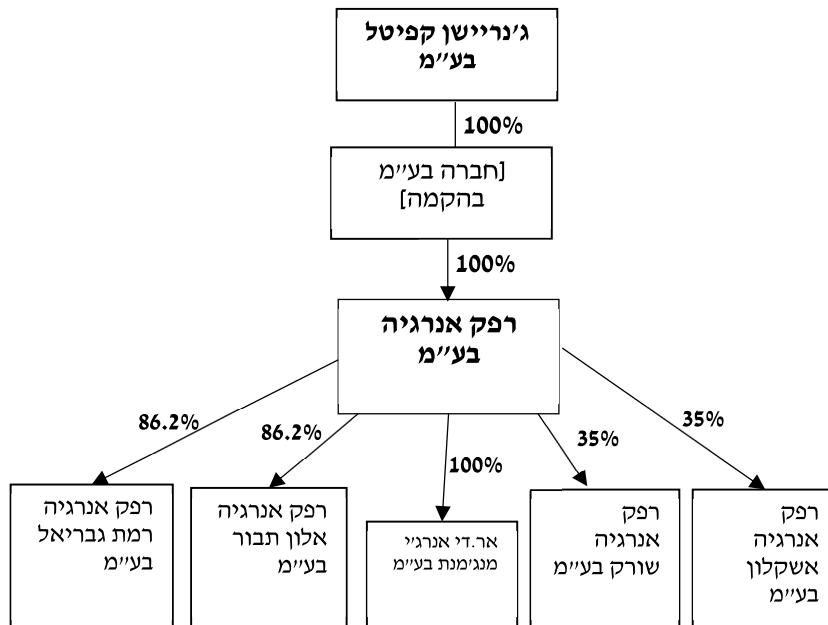 ג'נריישן קפיטל
בע"מ
100%
[חברה בע"מ
בהקמה]
100%
רפק אנרגיה
בע"מ
86.2%
86.2%
100%
35%
35%
רפק אנרגיה
רמת גבריאל
בע"מ
רפק אנרגיה
אלון תבור
בע"מ
אר.די אנרג'י
מנג'מנת בע"מ
רפק
אנרגיה
שורק בע"מ
רפק
אנרגיה
אשקלון
בע"מ